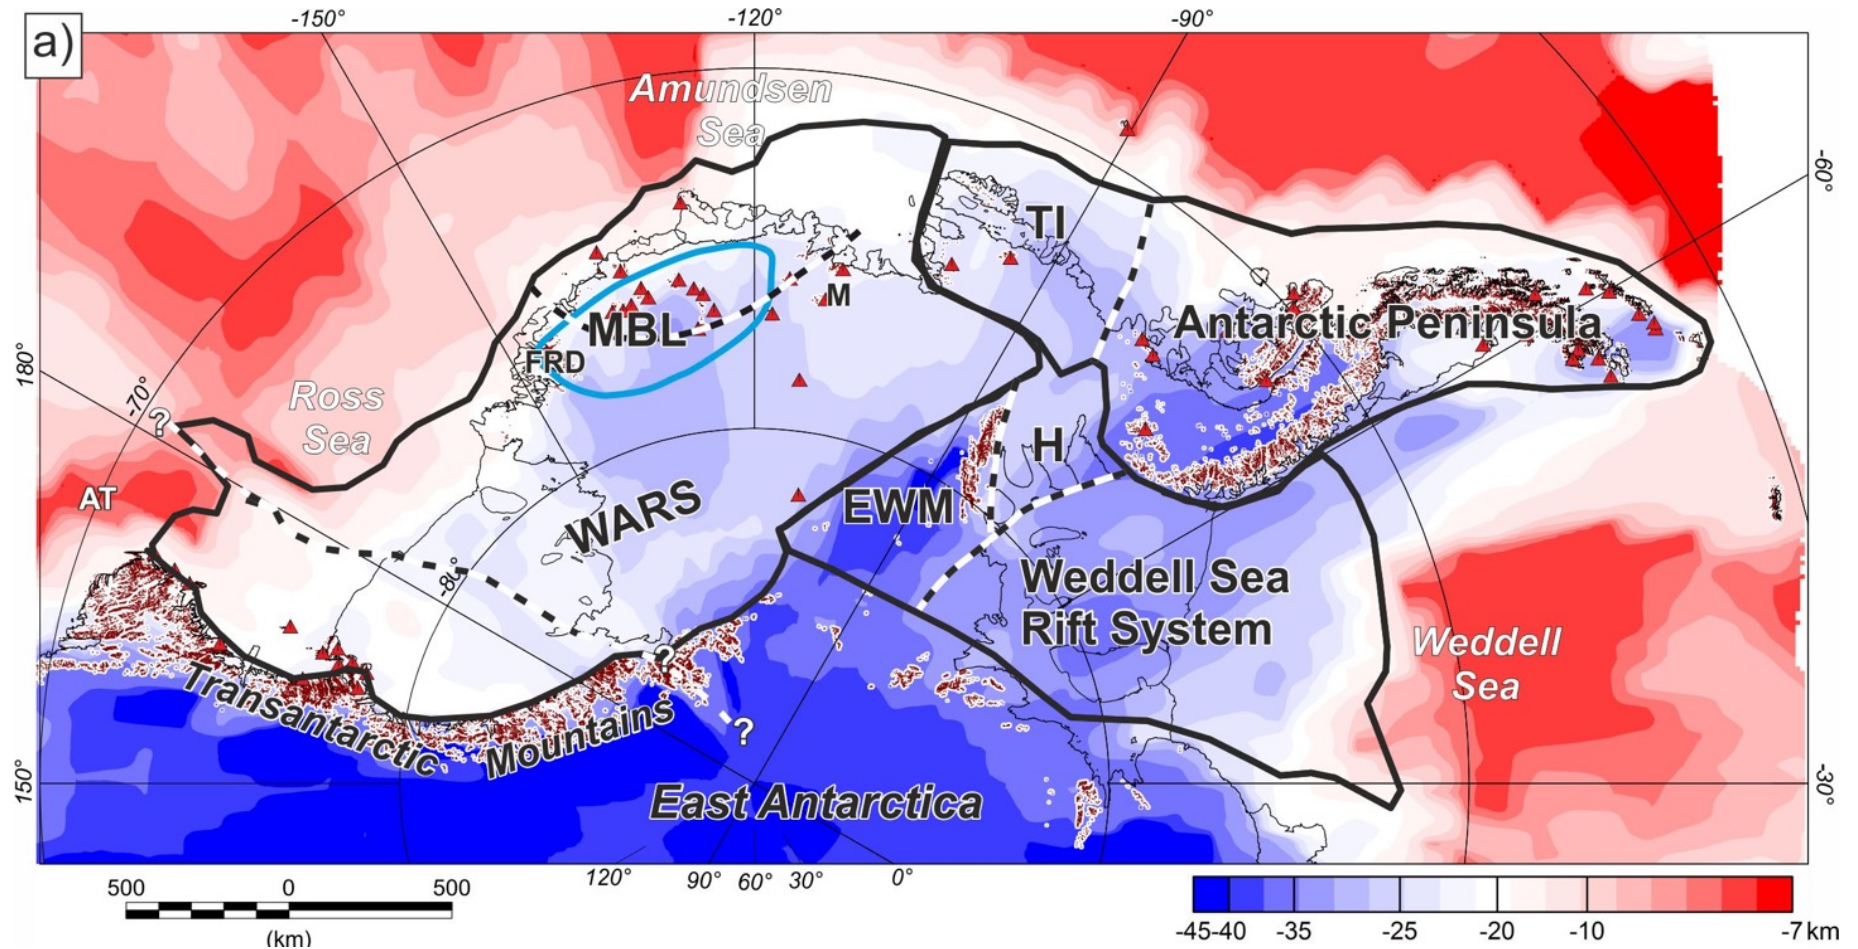 a)
-150°
-120°
-90°
Amundsen
Sea
-60°
TI
M
MBL
Antarctic Peninsula
FRD
180°
-70°
?
Ross
Sea
H
AT
EWM
WARS
-80°
Weddell Sea
Rift System
Weddell
Sea
?
?
Transantarctic
Mountains
150°
East Antarctica
-30°
120°
90°
60°
30°
0°
500
0
500
(km)
-45
-40
-35
-25
-20
-10
-7 km